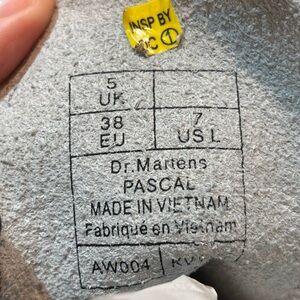 INSP BY
5
UK
38
EU
7
US L
Dr.Martens
PASCAL
MADE IN VIETNAM
Fabriqué en Vietnam
AW004